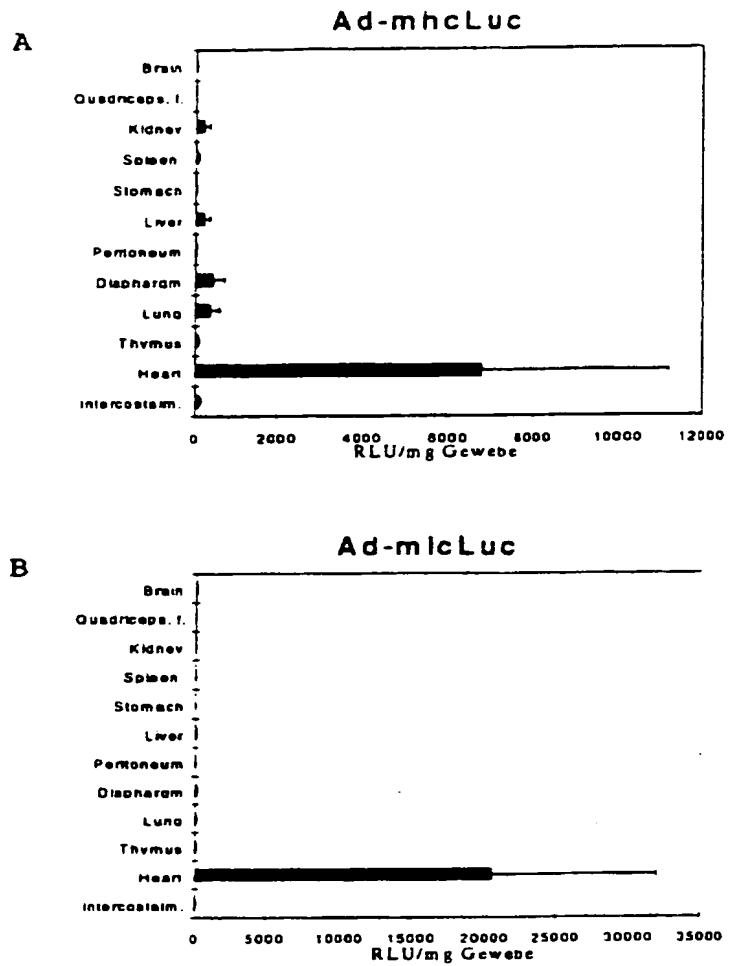 A
Ad-mhcLuc
Brain
Quadriceps. f.
Kidney
Spleen
Stomach
Liver
Peritoneum
Diapharam
Lung
Thymus
Heart
Intercostalm.
0 2000 4000 6000 8000 10000 12000
RLU/mg Gewebe
B
Ad-mlcLuc
Brain
Quadriceps. f.
Kidney
Spleen
Stomach
Liver
Peritoneum
Diapharam
Lung
Thymus
Heart
Intercostalm.
0 5000 10000 15000 20000 25000 30000 35000
RLU/mg Gewebe